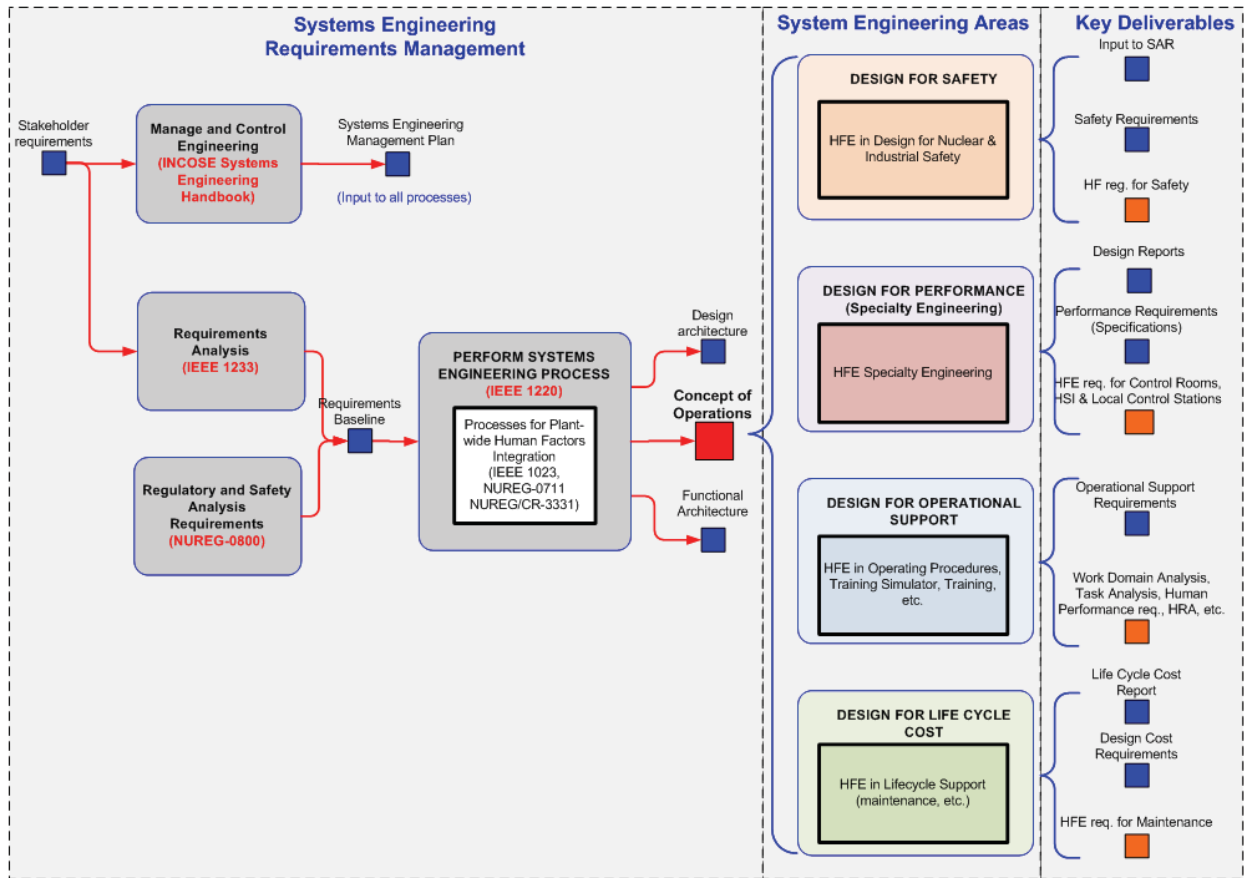 Systems Engineering
Requirements Management
Stakeholder
requirements
Manage and Control
Engineering
(INCOSE Systems
Engineering
Handbook)
Systems Engineering
Management Plan
(Input to all processes)
Requirements
Analysis
(IEEE 1233)
Requirements
Baseline
Regulatory and Safety
Analysis
Requirements
(NUREG-0800)
PERFORM SYSTEMS
ENGINEERING PROCESS
(IEEE 1220)
Processes for Plant-
wide Human Factors
Integration
(IEEE 1023,
NUREG-0711
NUREG/CR-3331)
Design
architecture
Concept of
Operations
Functional
Architecture
System Engineering Areas
DESIGN FOR SAFETY
HFE in Design for Nuclear &
Industrial Safety
DESIGN FOR PERFORMANCE
(Specialty Engineering)
HFE Specialty Engineering
DESIGN FOR OPERATIONAL
SUPPORT
HFE in Operating Procedures,
Training Simulator, Training,
etc.
DESIGN FOR LIFE CYCLE
COST
HFE in Lifecycle Support
(maintenance, etc.)
Key Deliverables
Input to SAR
Safety Requirements
HF req. for Safety
Design Reports
Performance Requirements
(Specifications)
HFE req. for Control Rooms,
HSI & Local Control Stations
Operational Support
Requirements
Work Domain Analysis,
Task Analysis, Human
Performance req., HRA, etc.
Life Cycle Cost
Report
Design Cost
Requirements
HFE req. for Maintenance